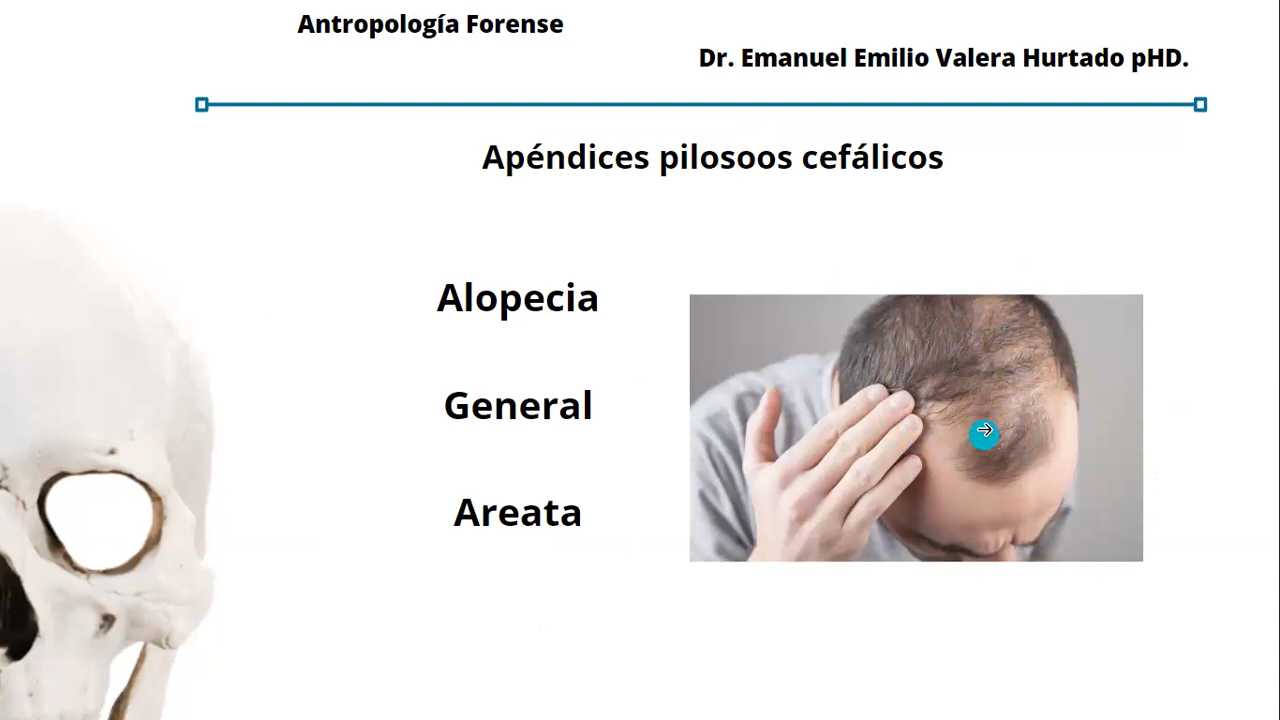 Antropología Forense
Dr. Emanuel Emilio Valera Hurtado pHD.
Apéndices pilosoos cefálicos
Alopecia
General
Areata